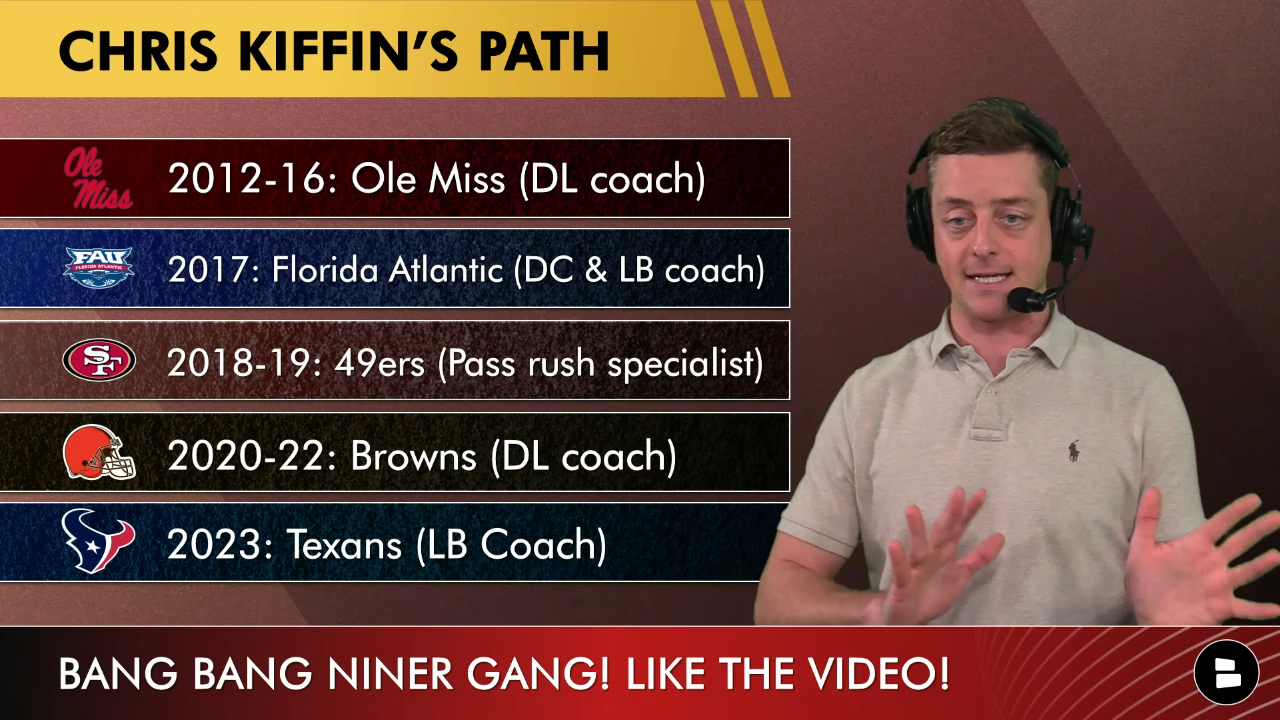 CHRIS KIFFIN'S PATH
Ole
Miss
2012-16: Ole Miss (DL coach)
FAU
FLORIDA ATLANTIC
2017: Florida Atlantic (DC & LB coach)
SF
2018-19: 49ers (Pass rush specialist)
2020-22: Browns (DL coach)
2023: Texans (LB Coach)
BANG BANG NINER GANG! LIKE THE VIDEO!